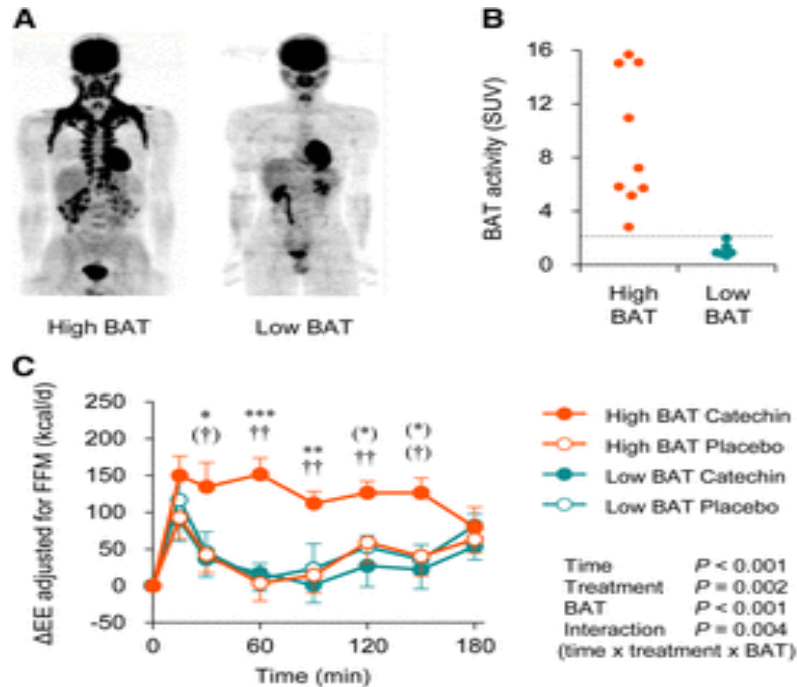 A
High BAT
Low BAT
B
BAT activity (SUV)
16
12
8
4
0
High BAT
Low BAT
C
ΔEE adjusted for FFM (kcal/d)
250
200
150
100
50
0
-50
*
(†)
***
††
**
††
(*)
††
(*)
(†)
0
60
120
180
Time (min)
High BAT Catechin
High BAT Placebo
Low BAT Catechin
Low BAT Placebo
Time P < 0.001
Treatment P = 0.002
BAT P < 0.001
Interaction P = 0.004
(time x treatment x BAT)